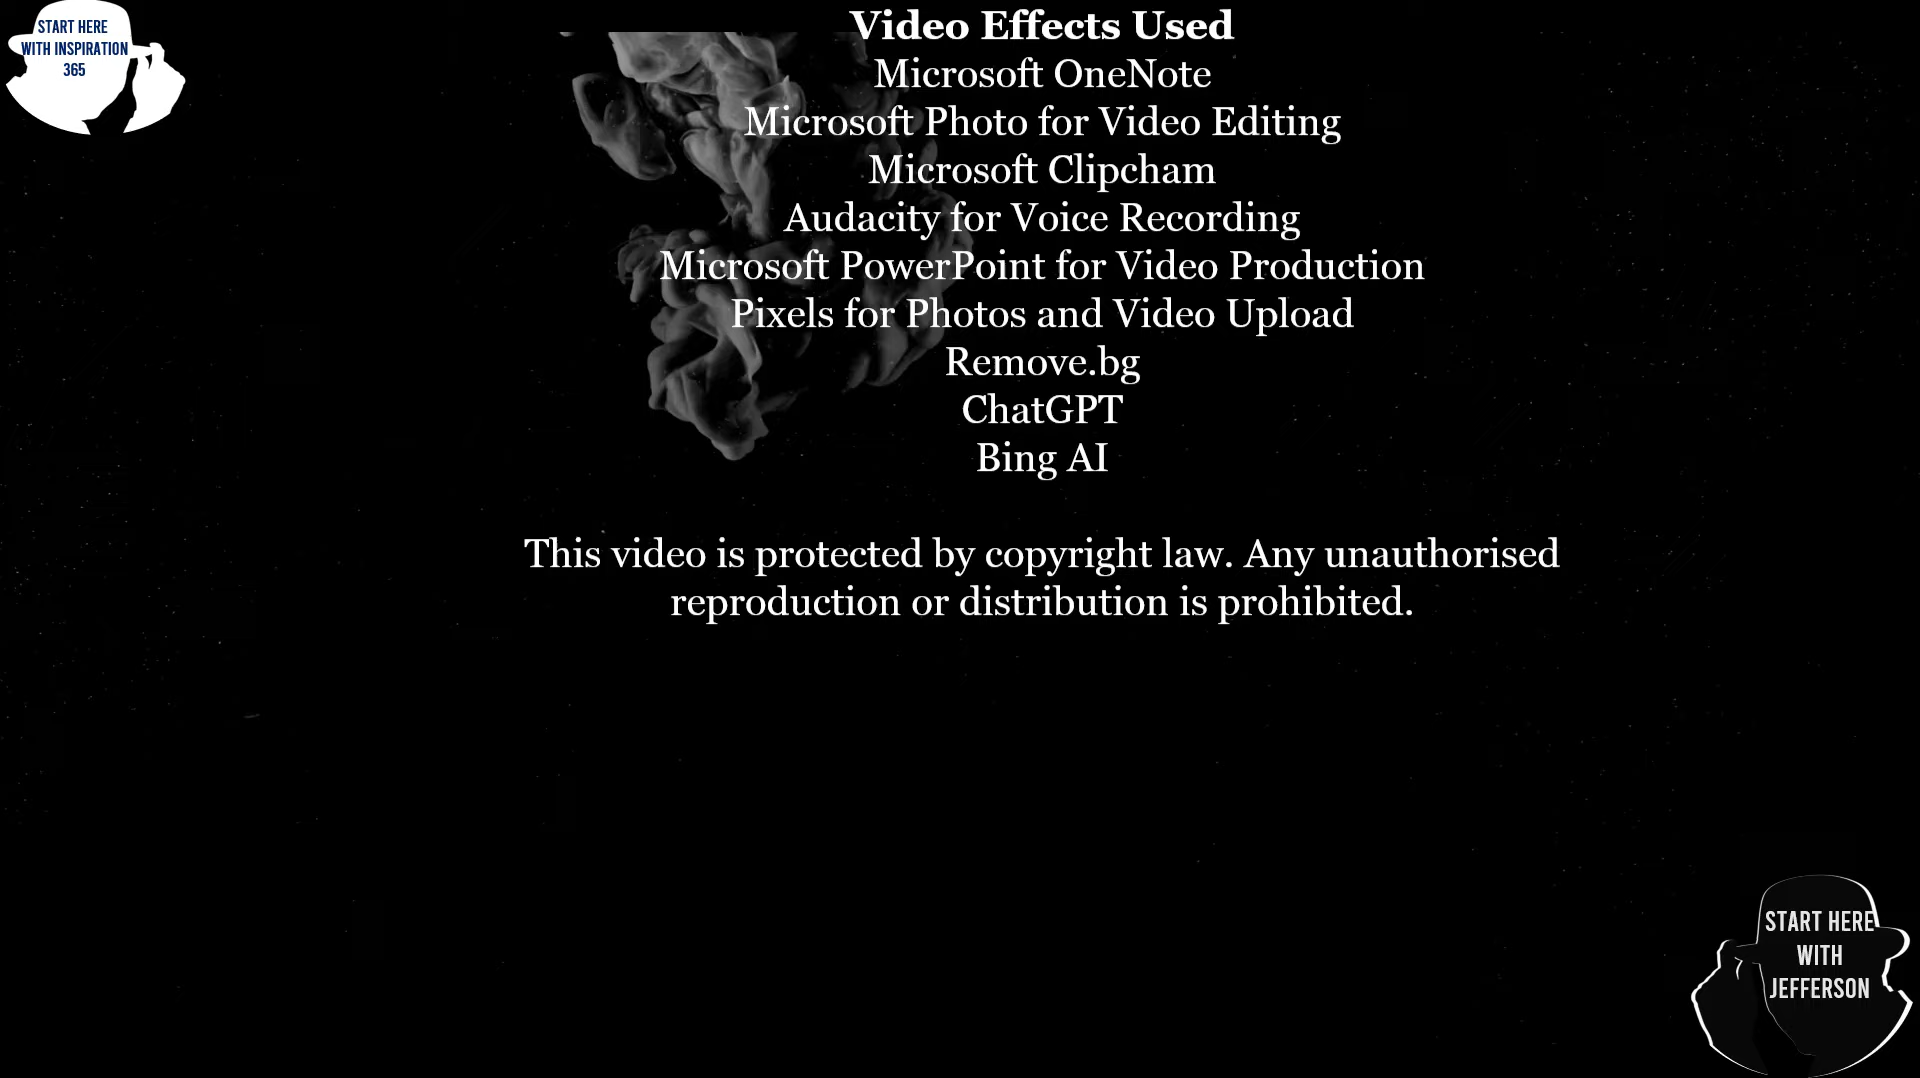 START HERE
WITH INSPIRATION
365
Video Effects Used
Microsoft OneNote
Microsoft Photo for Video Editing
Microsoft Clipcham
Audacity for Voice Recording
Microsoft PowerPoint for Video Production
Pixels for Photos and Video Upload
Remove.bg
ChatGPT
Bing AI
This video is protected by copyright law. Any unauthorised
reproduction or distribution is prohibited.
START HERE
WITH
JEFFERSON